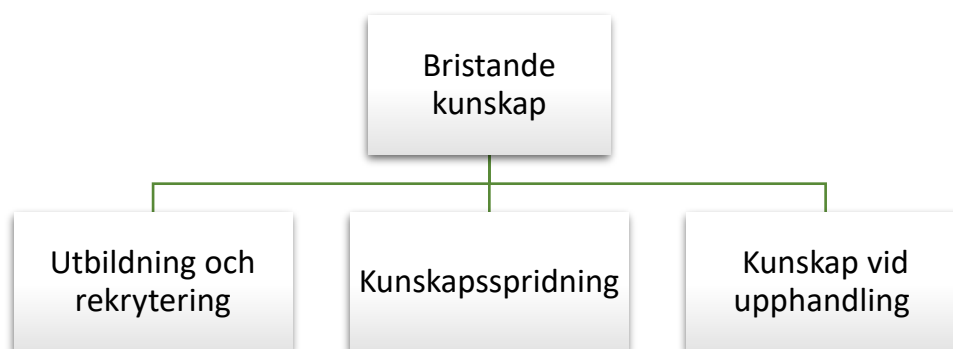 Bristande
kunskap
Utbildning och
rekrytering
Kunskapsspridning
Kunskap vid
upphandling